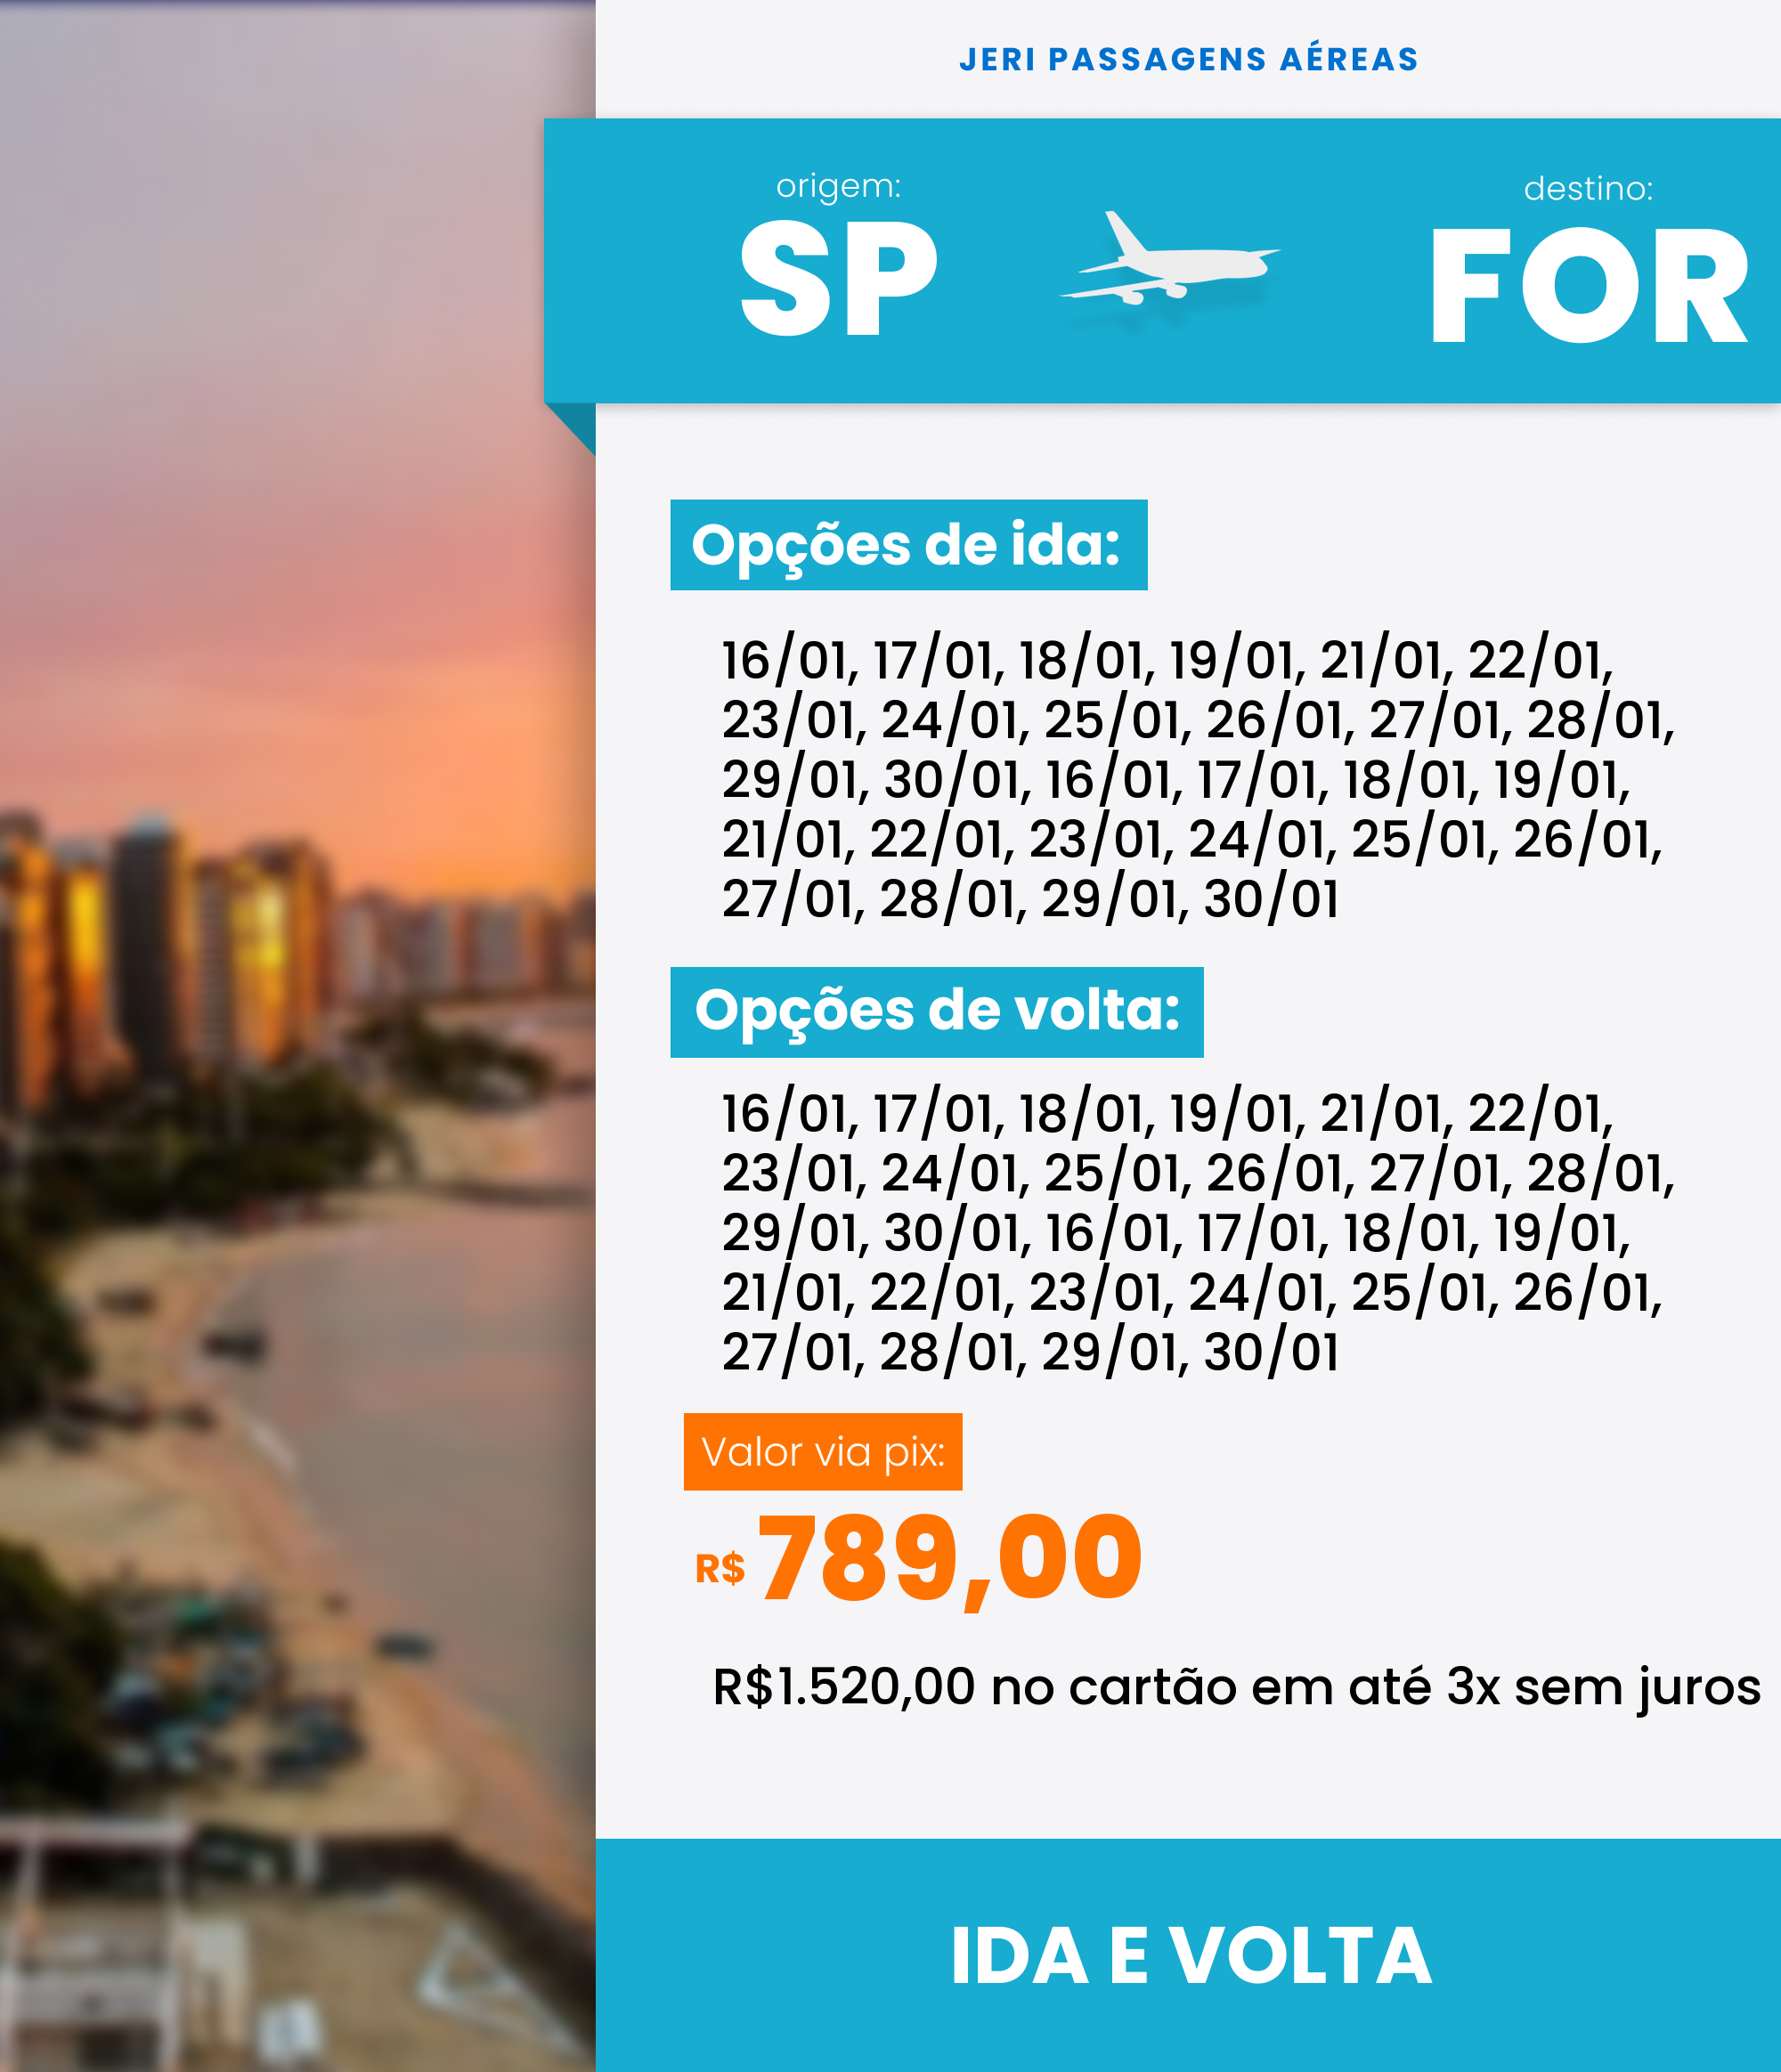 JERI PASSAGENS AÉREAS
origem:
SP
destino:
FOR
Opções de ida:
16/01, 17/01, 18/01, 19/01, 21/01, 22/01,
23/01, 24/01, 25/01, 26/01, 27/01, 28/01,
29/01, 30/01, 16/01, 17/01, 18/01, 19/01,
21/01, 22/01, 23/01, 24/01, 25/01, 26/01,
27/01, 28/01, 29/01, 30/01
Opções de volta:
16/01, 17/01, 18/01, 19/01, 21/01, 22/01,
23/01, 24/01, 25/01, 26/01, 27/01, 28/01,
29/01, 30/01, 16/01, 17/01, 18/01, 19/01,
21/01, 22/01, 23/01, 24/01, 25/01, 26/01,
27/01, 28/01, 29/01, 30/01
Valor via pix:
R$ 789,00
R$1.520,00 no cartão em até 3x sem juros
IDA E VOLTA